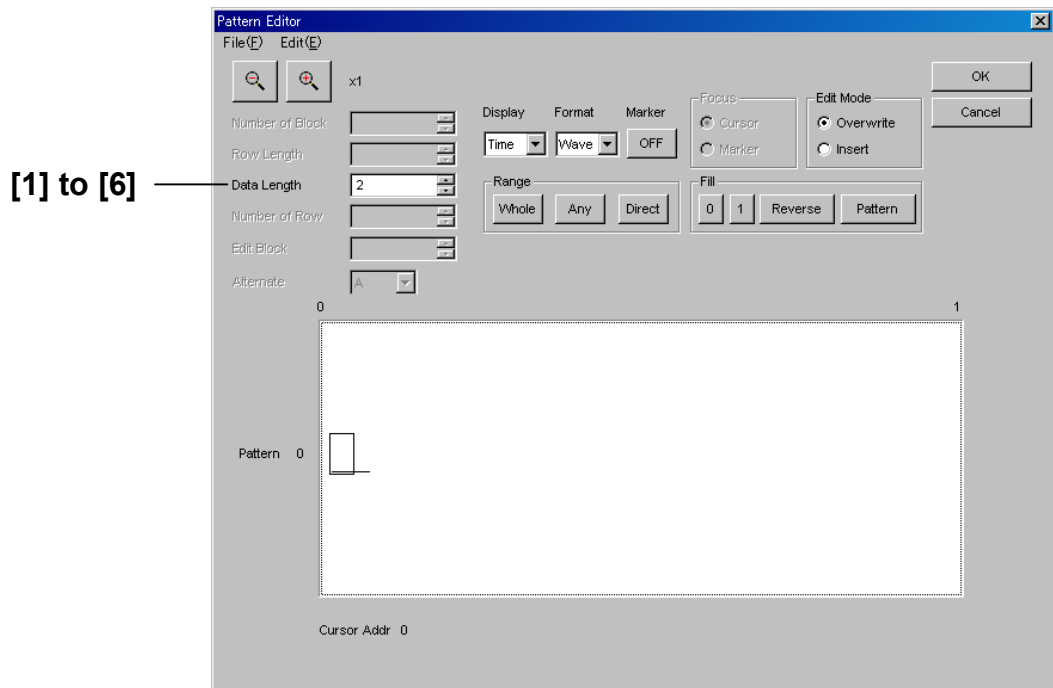 Pattern Editor
File(F) Edit(E)
x1
OK
Cancel
Number of Block
Row Length
[1] to [6]
Data Length 2
Number of Row
Edit Block
Alternate A
Display Format Marker
Time Wave OFF
Focus
Cursor
Marker
Edit Mode
Overwrite
Insert
Range
Whole Any Direct
Fill
0 1 Reverse Pattern
0 1
Pattern 0
Cursor Addr 0